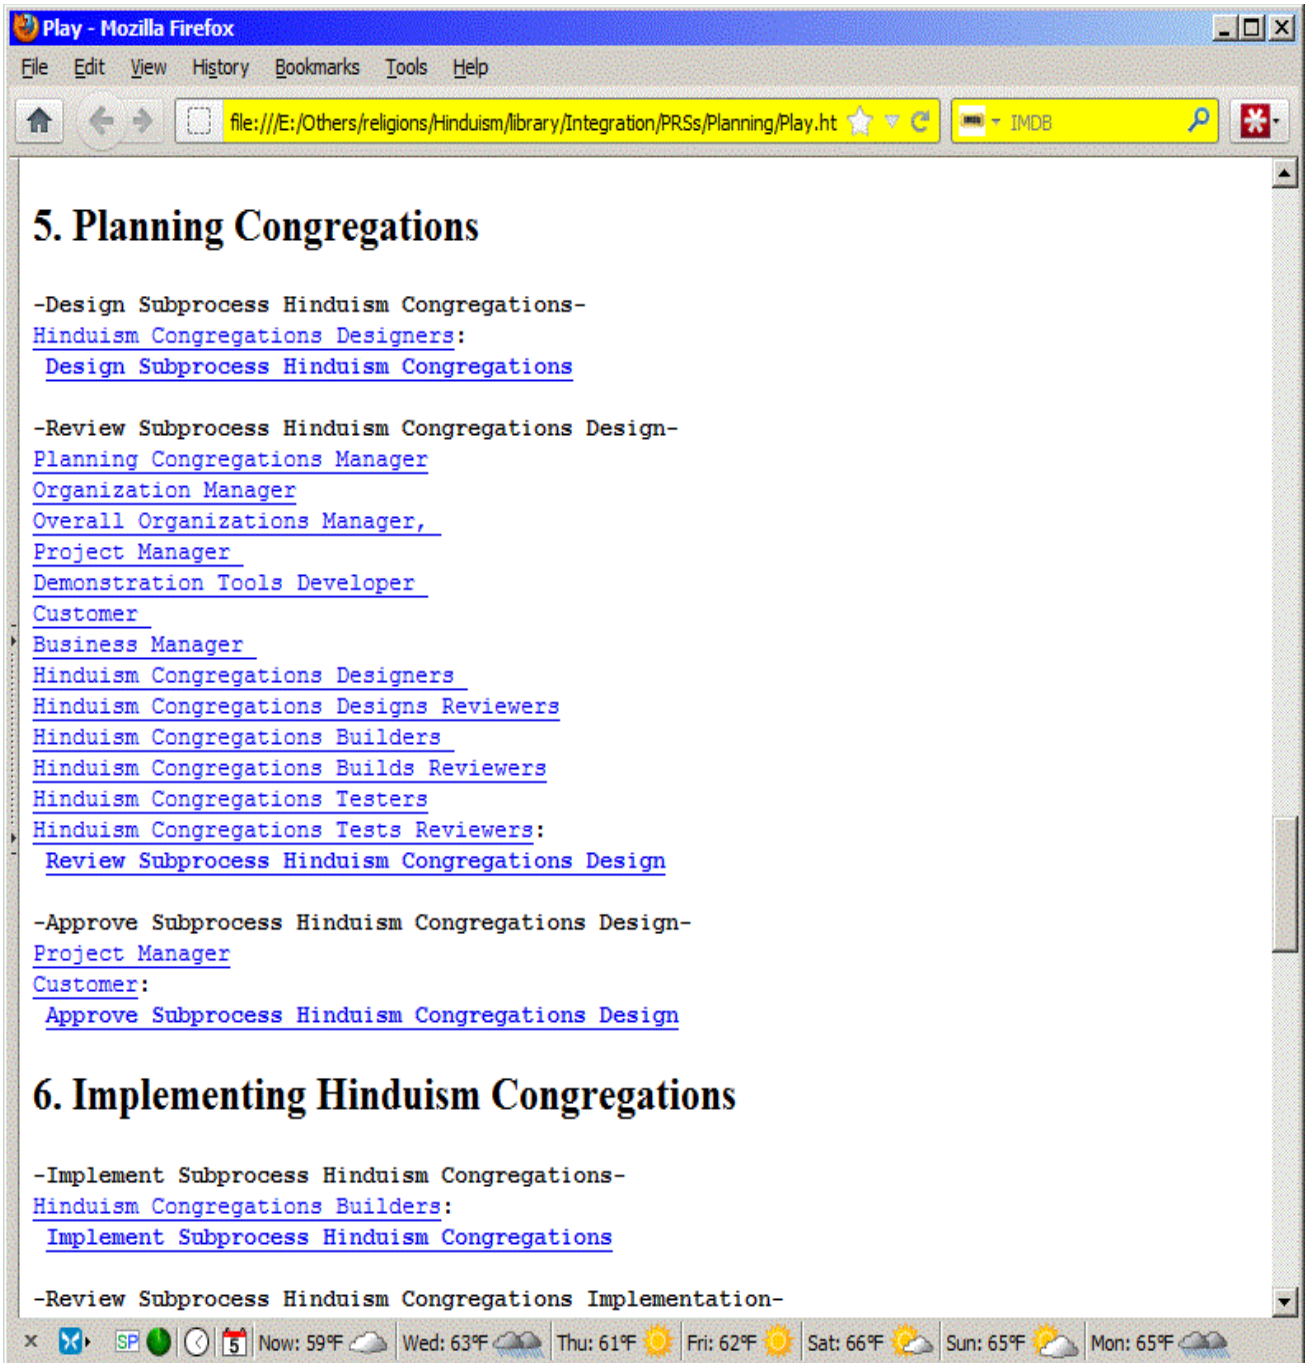 Play - Mozilla Firefox
File Edit View History Bookmarks Tools Help
file:///E:/Others/religions/Hinduism/library/Integration/PRSs/Planning/Play.ht IMDB
5. Planning Congregations
-Design Subprocess Hinduism Congregations-
Hinduism Congregations Designers:
Design Subprocess Hinduism Congregations
-Review Subprocess Hinduism Congregations Design-
Planning Congregations Manager
Organization Manager
Overall Organizations Manager,
Project Manager
Demonstration Tools Developer
Customer
Business Manager
Hinduism Congregations Designers
Hinduism Congregations Designs Reviewers
Hinduism Congregations Builders
Hinduism Congregations Builds Reviewers
Hinduism Congregations Testers
Hinduism Congregations Tests Reviewers:
Review Subprocess Hinduism Congregations Design
-Approve Subprocess Hinduism Congregations Design-
Project Manager
Customer:
Approve Subprocess Hinduism Congregations Design
6. Implementing Hinduism Congregations
-Implement Subprocess Hinduism Congregations-
Hinduism Congregations Builders:
Implement Subprocess Hinduism Congregations
-Review Subprocess Hinduism Congregations Implementation-
SP 5 Now: 59°F Wed: 63°F Thu: 61°F Fri: 62°F Sat: 66°F Sun: 65°F Mon: 65°F